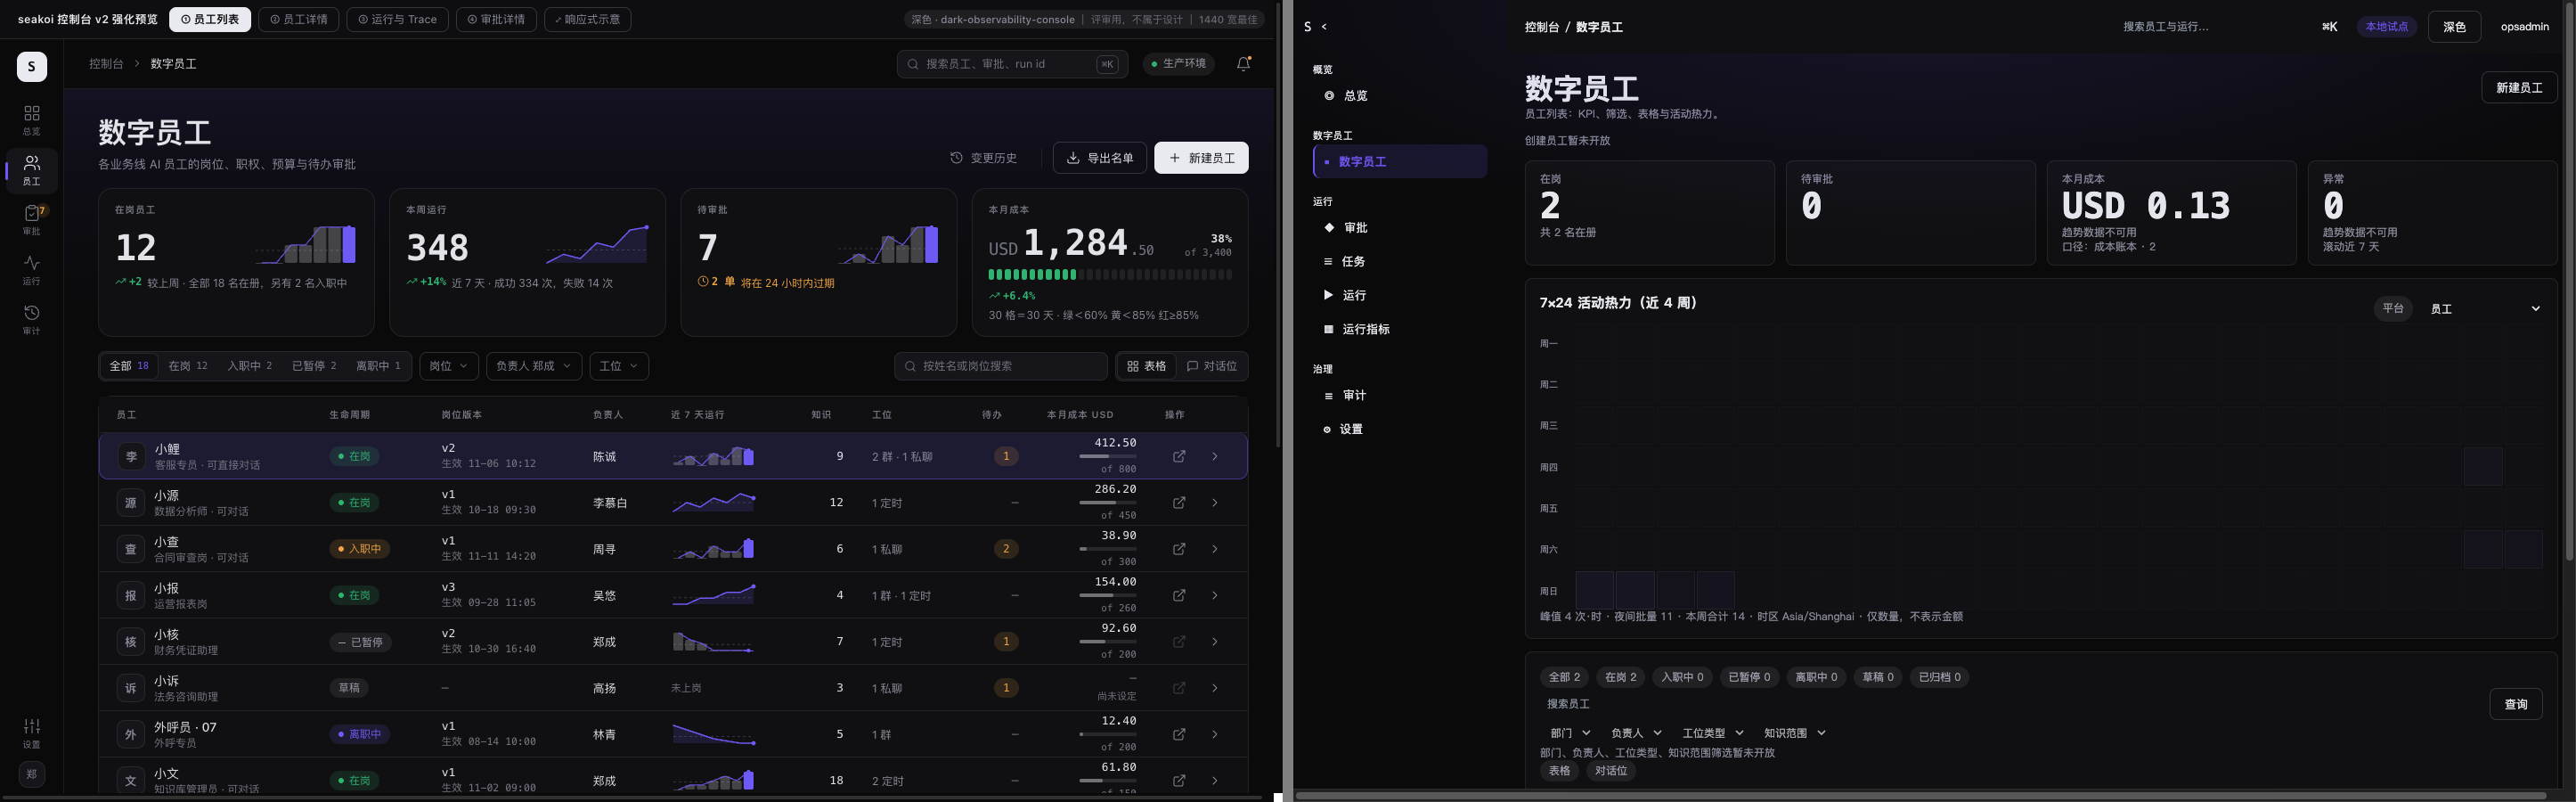 seakoi 控制台 v2 强化预览
① 员工列表
② 员工详情
③ 运行与 Trace
④ 审批详情
⤢ 响应式示意
深色 · dark-observability-console | 评审用，不属于设计 | 1440 宽最佳
S
总览
员工
7
审批
运行
审计
设置
郑
控制台 > 数字员工
搜索员工、审批、run id
⌘K
生产环境
数字员工
各业务线 AI 员工的岗位、职权、预算与待办审批
变更历史
导出名单
+ 新建员工
在岗员工
12
+2 较上周 · 全部 18 名在册，另有 2 名入职中
本周运行
348
+14% 近 7 天 · 成功 334 次，失败 14 次
待审批
7
2 单 将在 24 小时内过期
本月成本
USD 1,284.50
38%
of 3,400
+6.4%
30 格＝30 天 · 绿＜60% 黄＜85% 红≥85%
全部 18
在岗 12
入职中 2
已暂停 2
离职中 1
岗位
负责人 郑成
工位
按姓名或岗位搜索
表格
对话位
员工 生命周期 岗位版本 负责人 近 7 天运行 知识 工位 待办 本月成本 USD 操作
李 小鲤 在岗 v2 陈诚 9 2 群 · 1 私聊 1 412.50
客服专员 · 可直接对话 生效 11-06 10:12 of 800
源 小源 在岗 v1 李慕白 12 1 定时 — 286.20
数据分析师 · 可对话 生效 10-18 09:30 of 450
查 小查 入职中 v1 周寻 6 1 私聊 2 38.90
合同审查岗 · 可对话 生效 11-11 14:20 of 300
报 小报 在岗 v3 吴悠 4 1 群 · 1 定时 — 154.00
运营报表岗 生效 09-28 11:05 of 260
核 小核 — 已暂停 v2 郑成 7 1 定时 1 92.60
财务凭证助理 生效 10-30 16:40 of 200
诉 小诉 草稿 — 高扬 未上岗 3 1 私聊 1 —
法务咨询助理 尚未设定
外 外呼员 · 07 离职中 v1 林青 5 1 群 — 12.40
外呼专员 生效 08-14 10:00 of 200
文 小文 在岗 v1 郑成 18 2 定时 — 61.80
知识库管理员 · 可对话 生效 11-02 09:00 of 150
S <
概览
总览
数字员工
数字员工
运行
审批
任务
运行
运行指标
治理
审计
设置
控制台 / 数字员工
搜索员工与运行...
⌘K
本地试点
深色
opsadmin
数字员工
新建员工
员工列表：KPI、筛选、表格与活动热力。
创建员工暂未开放
在岗
2
共 2 名在册
待审批
0
本月成本
USD 0.13
趋势数据不可用
口径：成本账本 · 2
异常
0
趋势数据不可用
滚动近 7 天
7×24 活动热力（近 4 周）
平台
员工
周一
周二
周三
周四
周五
周六
周日
峰值 4 次·时 · 夜间批量 11 · 本周合计 14 · 时区 Asia/Shanghai · 仅数量，不表示金额
全部 2
在岗 2
入职中 0
已暂停 0
离职中 0
草稿 0
已归档 0
搜索员工
查询
部门
负责人
工位类型
知识范围
部门、负责人、工位类型、知识范围筛选暂未开放
表格
对话位